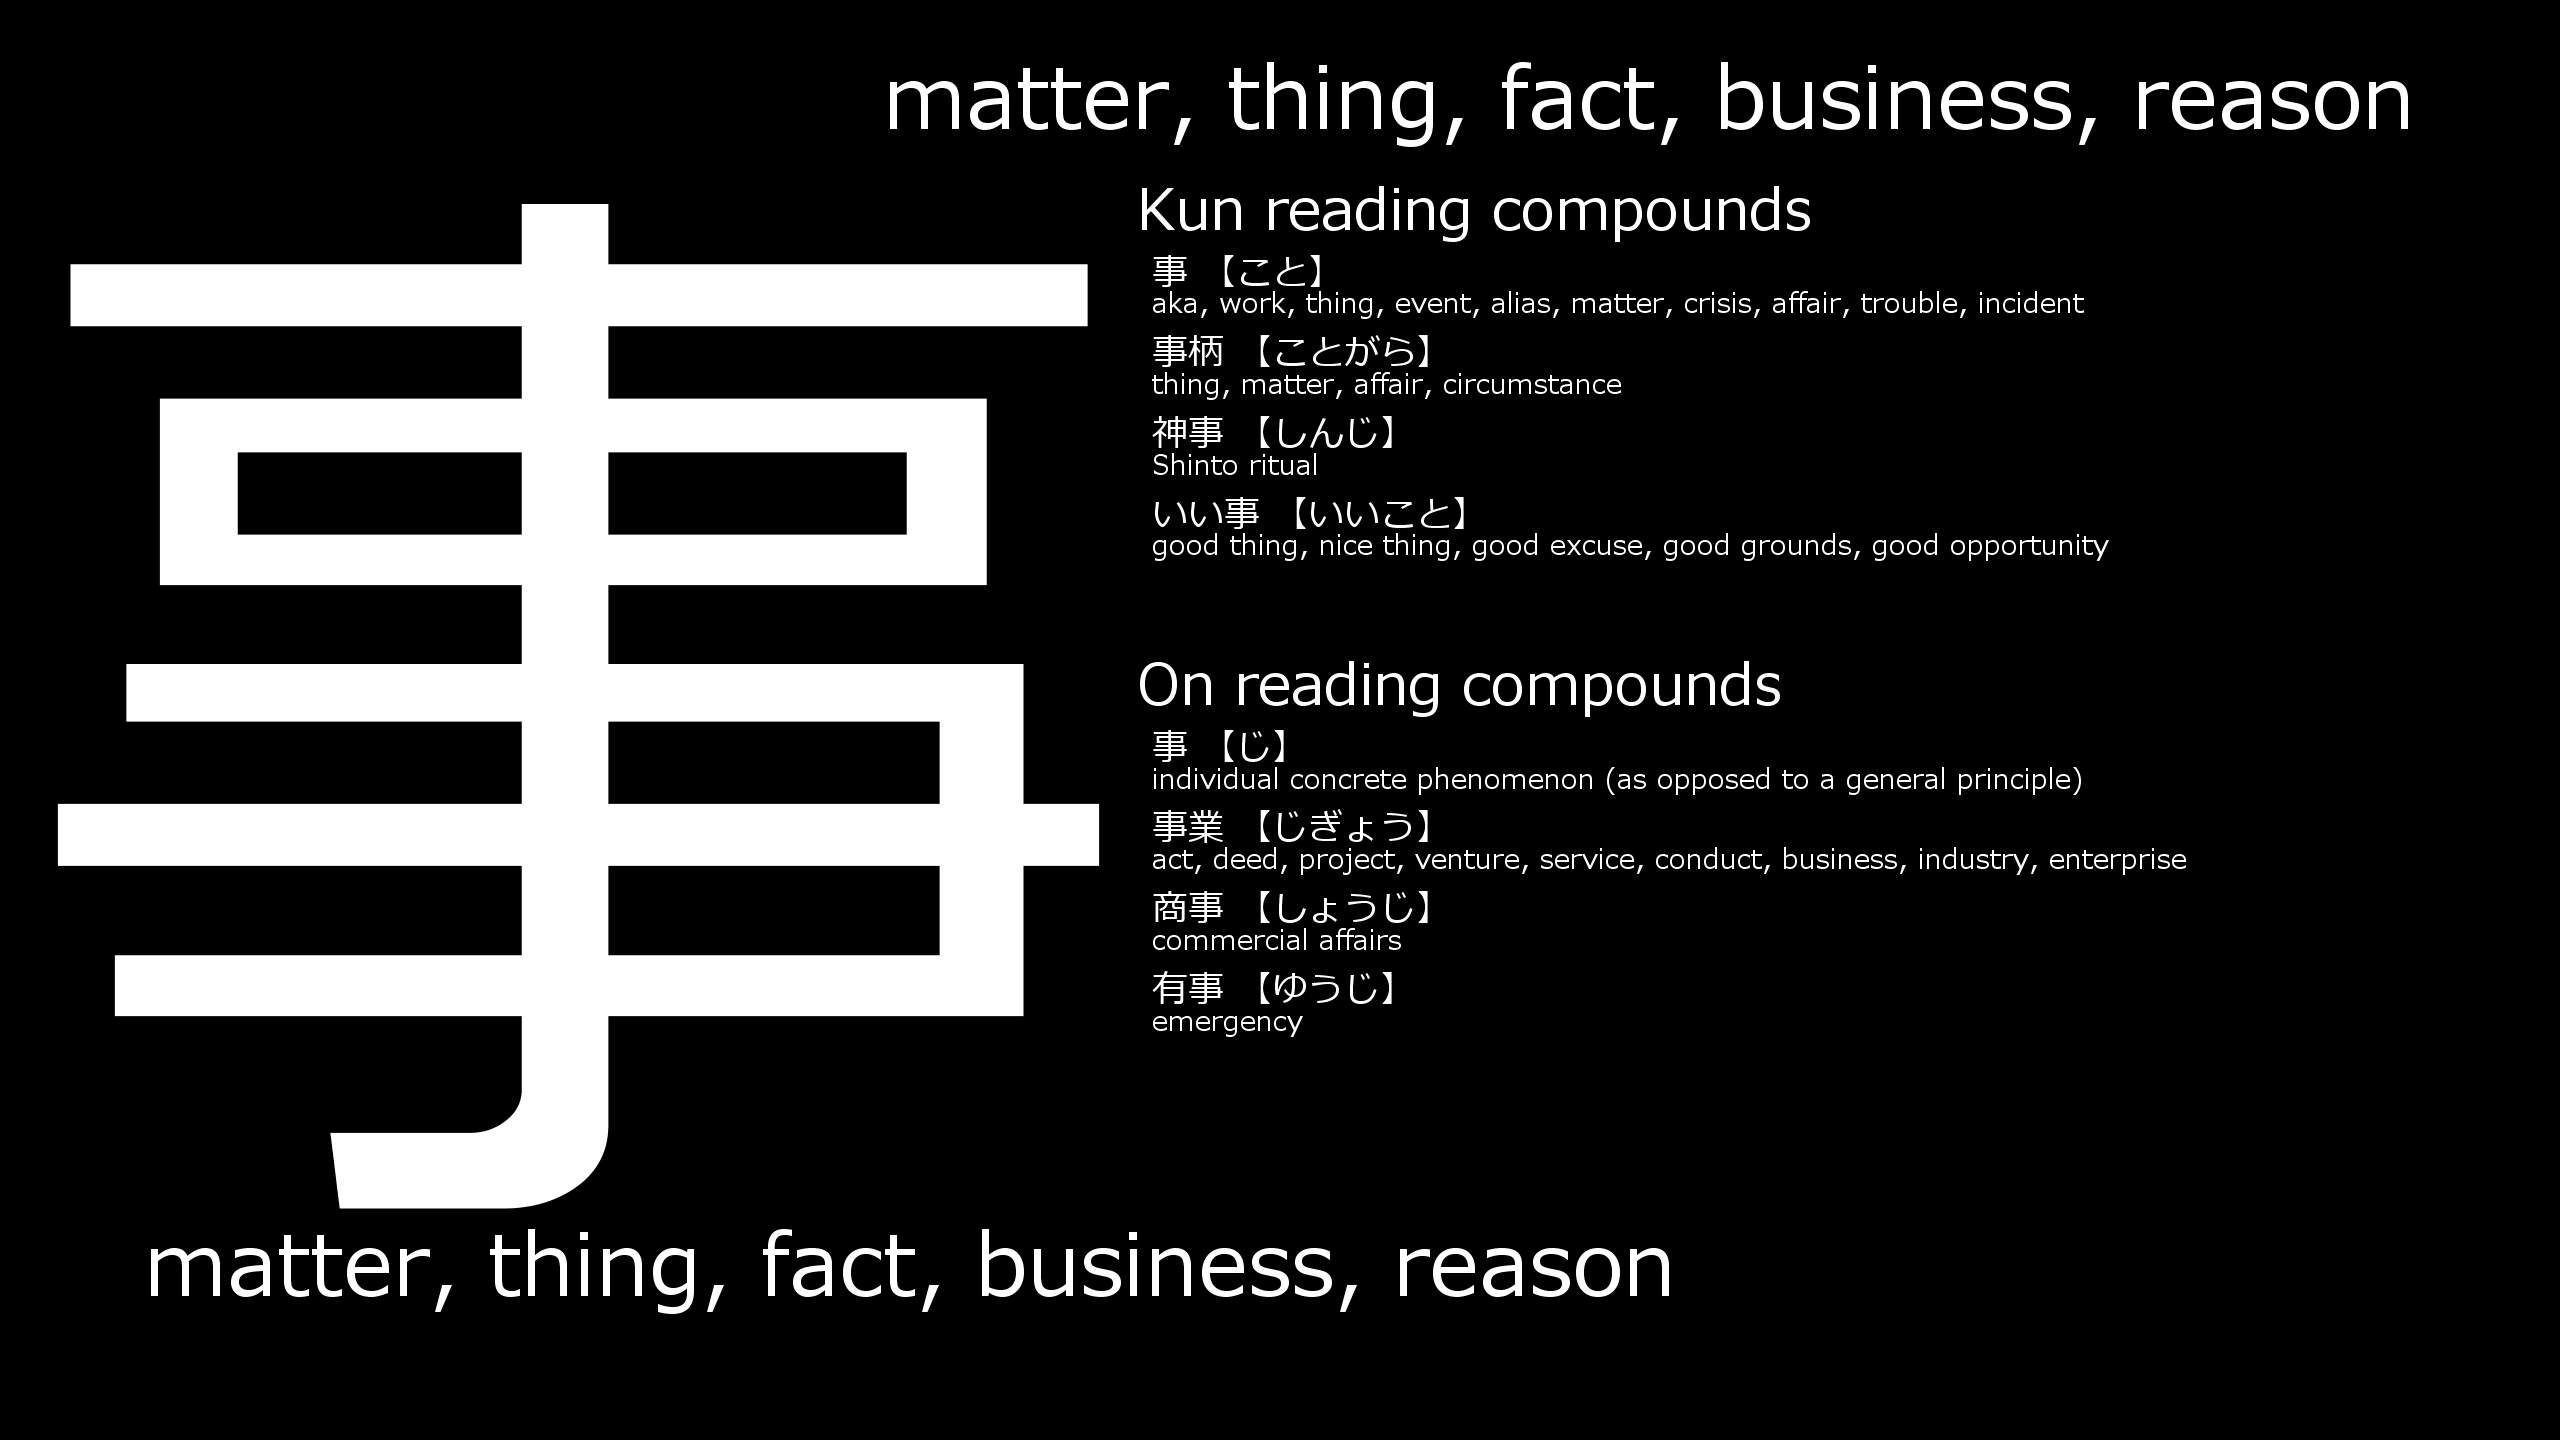 matter, thing, fact, business, reason
事
Kun reading compounds
事 【こと】
aka, work, thing, event, alias, matter, crisis, affair, trouble, incident
事柄 【ことがら】
thing, matter, affair, circumstance
神事 【しんじ】
Shinto ritual
いい事 【いいこと】
good thing, nice thing, good excuse, good grounds, good opportunity
On reading compounds
事 【じ】
individual concrete phenomenon (as opposed to a general principle)
事業 【じぎょう】
act, deed, project, venture, service, conduct, business, industry, enterprise
商事 【しょうじ】
commercial affairs
有事 【ゆうじ】
emergency
matter, thing, fact, business, reason